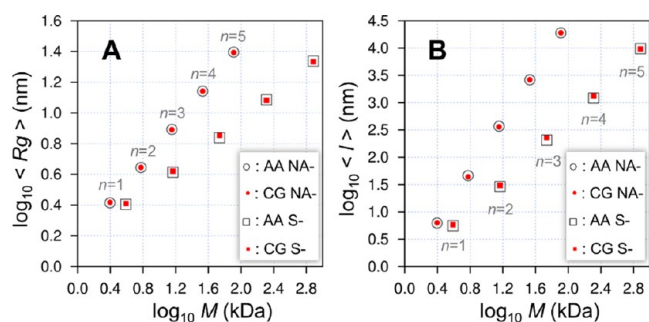 A
log10 < Rg > (nm)
1.6
1.4
1.2
1.0
0.8
0.6
0.4
0.2
0.0
n=5
n=4
n=3
n=2
n=1
: AA NA-
: CG NA-
: AA S-
: CG S-
0.0 0.4 0.8 1.2 1.6 2.0 2.4 2.8
log10 M (kDa)
B
log10 < I > (nm)
4.5
4.0
3.5
3.0
2.5
2.0
1.5
1.0
0.5
0.0
n=5
n=4
n=3
n=2
n=1
: AA NA-
: CG NA-
: AA S-
: CG S-
0.0 0.4 0.8 1.2 1.6 2.0 2.4 2.8
log10 M (kDa)